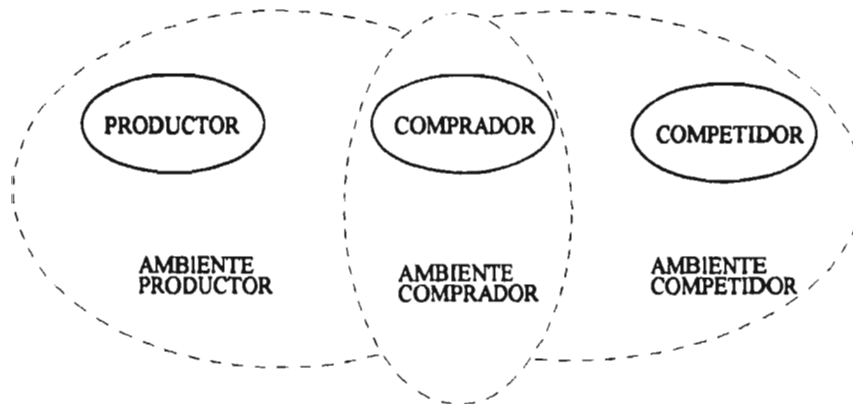 PRODUCTOR
COMPRADOR
COMPETIDOR
AMBIENTE
PRODUCTOR
AMBIENTE
COMPRADOR
AMBIENTE
COMPETIDOR